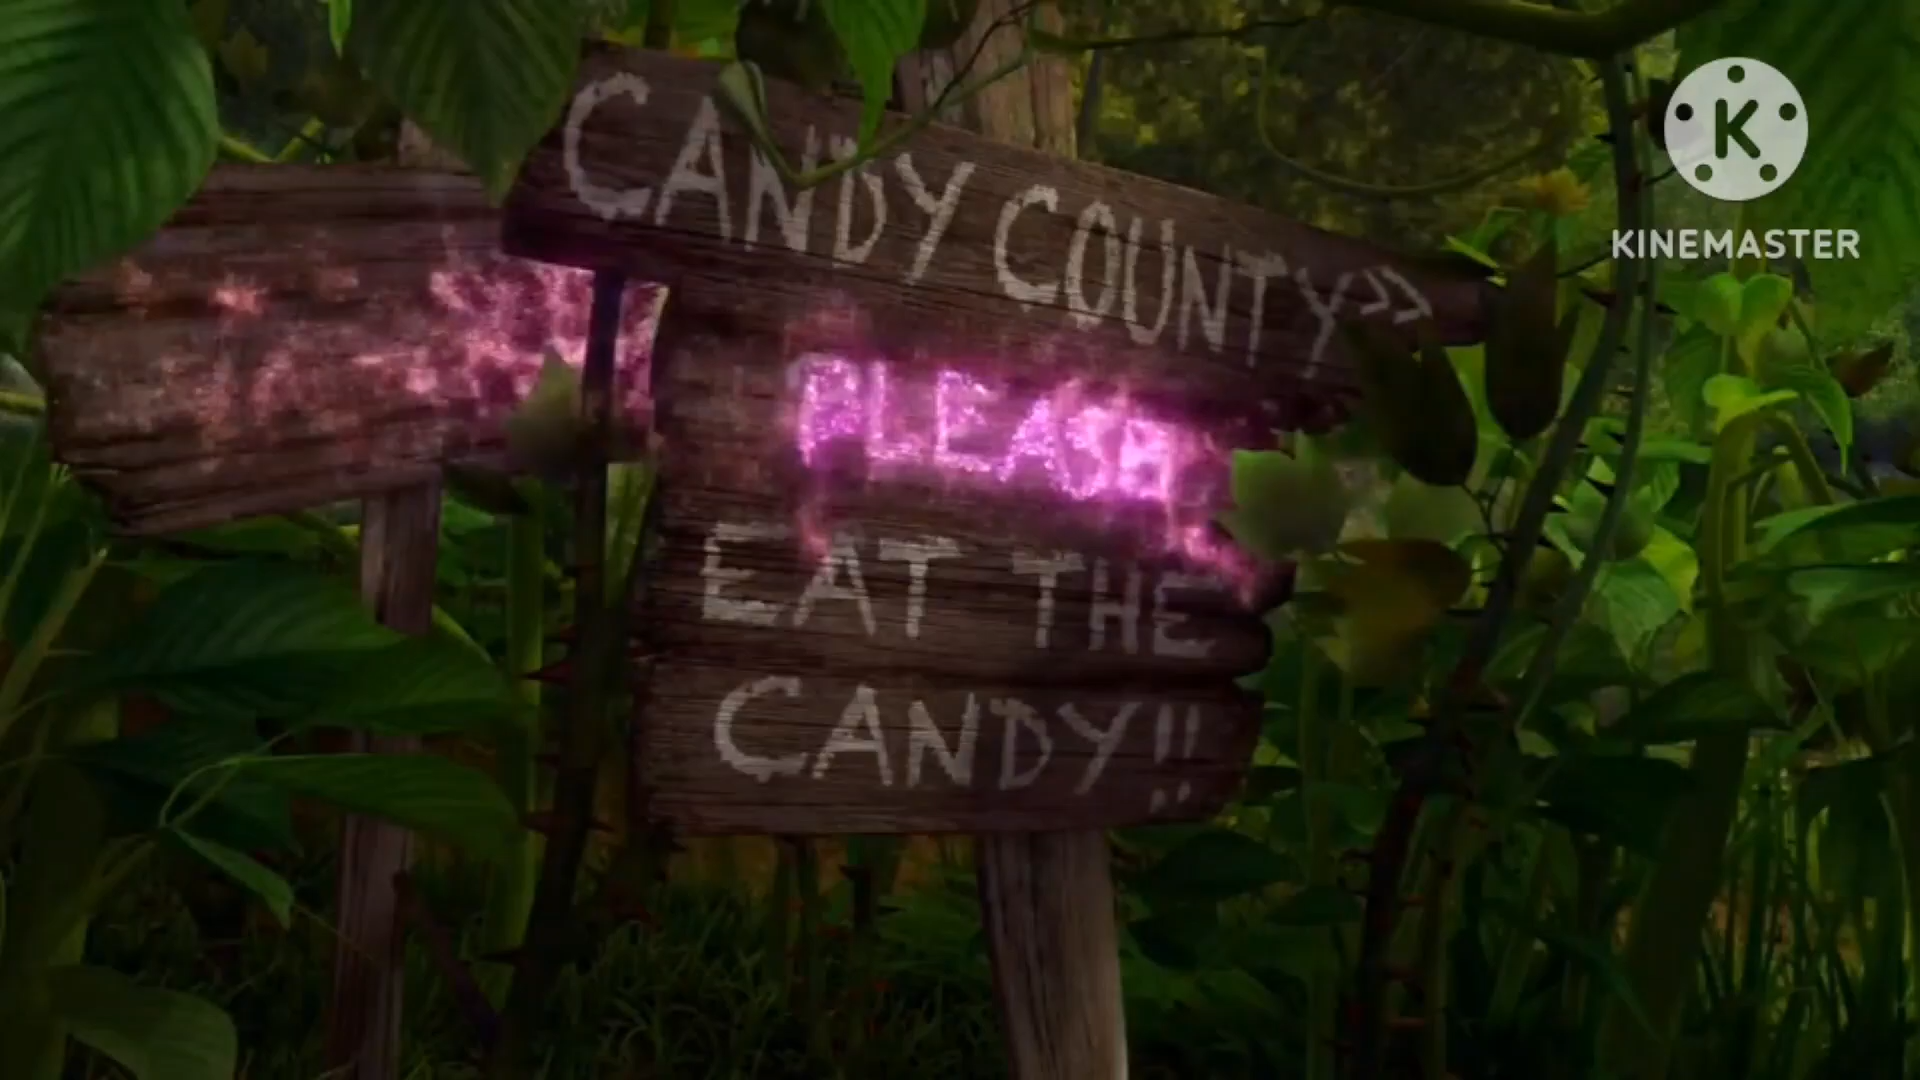 CANDY COUNTY>>
PLEASE
EAT THE
CANDY!!
K
KINEMASTER